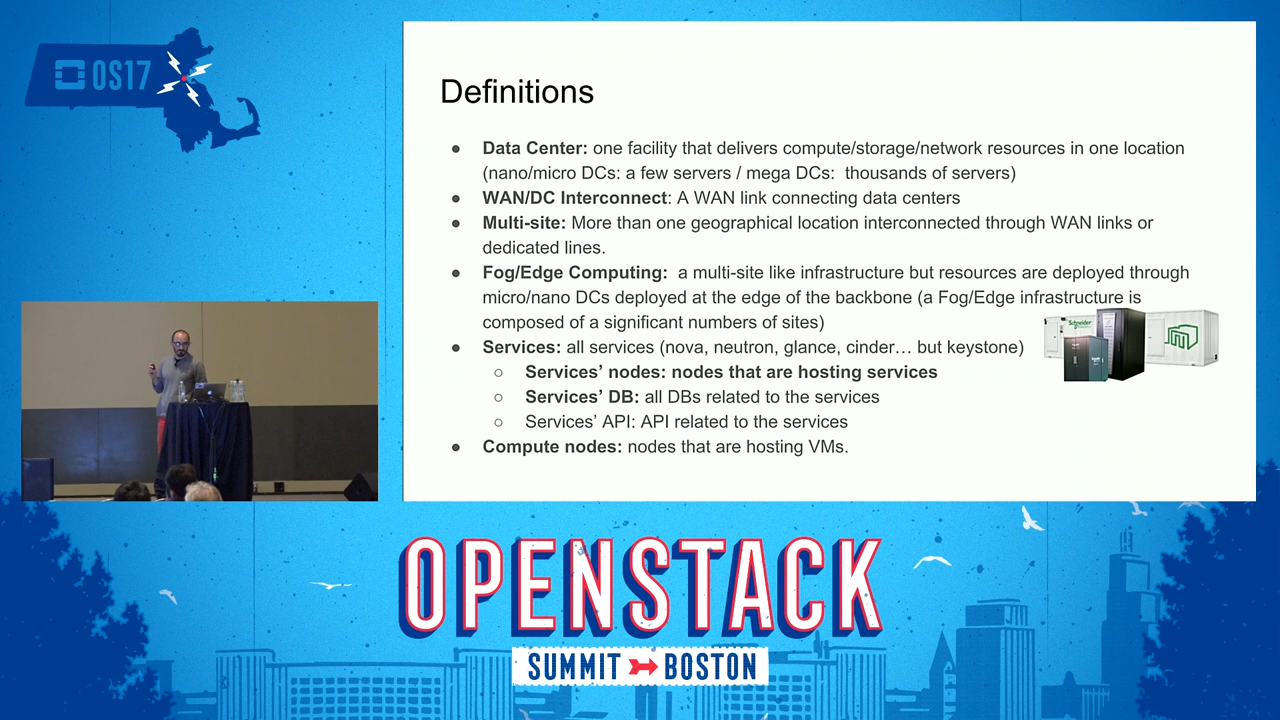 OS17
Definitions
● Data Center: one facility that delivers compute/storage/network resources in one location
(nano/micro DCs: a few servers / mega DCs:  thousands of servers)
● WAN/DC Interconnect: A WAN link connecting data centers
● Multi-site: More than one geographical location interconnected through WAN links or
dedicated lines.
● Fog/Edge Computing:  a multi-site like infrastructure but resources are deployed through
micro/nano DCs deployed at the edge of the backbone (a Fog/Edge infrastructure is
composed of a significant numbers of sites)
● Services: all services (nova, neutron, glance, cinder… but keystone)
○ Services’ nodes: nodes that are hosting services
○ Services’ DB: all DBs related to the services
○ Services’ API: API related to the services
● Compute nodes: nodes that are hosting VMs.
Schneider
OPENSTACK
SUMMIT BOSTON